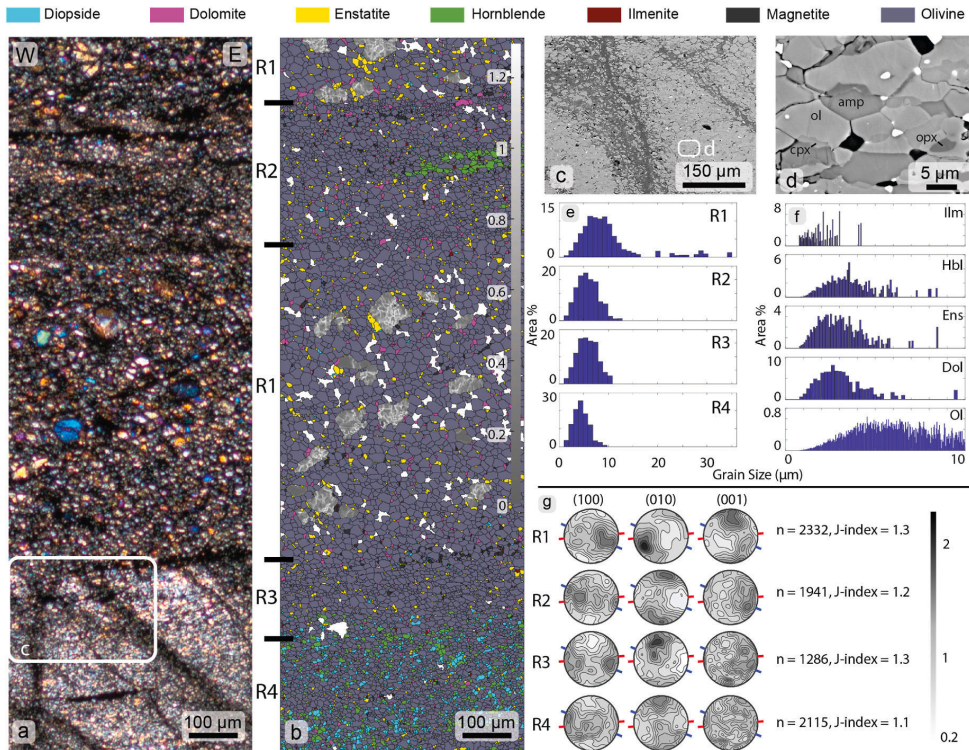 Diopside Dolomite Enstatite Hornblende Ilmenite Magnetite Olivine
W E
a
c
100 µm
R1
R2
R1
R3
R4
1.2
1
0.8
0.6
0.4
0.2
0
b
100 µm
c
d
150 µm
d
ol
amp
opx
cpx
5 µm
e
Area %
15
0
R1
20
0
R2
20
0
R3
30
0
R4
0 10 20 30
f
Area %
8
4
0
Ilm
6
0
Hbl
4
0
Ens
8
0
Dol
0.8
0
Ol
0 10
Grain Size (µm)
g
(100) (010) (001)
R1 n = 2332, J-index = 1.3
R2 n = 1941, J-index = 1.2
R3 n = 1286, J-index = 1.3
R4 n = 2115, J-index = 1.1
2
1
0.2